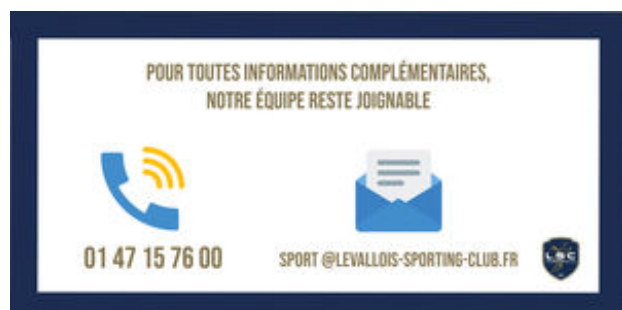 POUR TOUTES INFORMATIONS COMPLÉMENTAIRES,
NOTRE ÉQUIPE RESTE JOIGNABLE
01 47 15 76 00
SPORT @LEVALLOIS-SPORTING-CLUB.FR
LSC